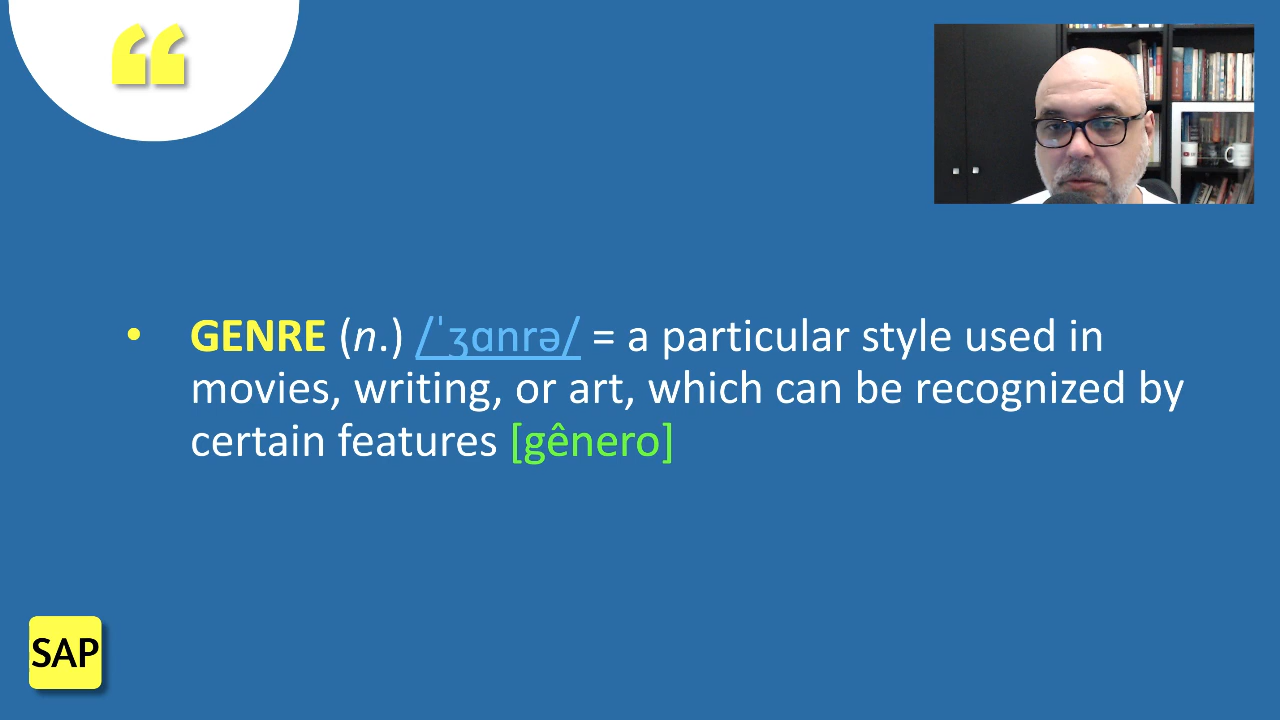 “
• GENRE (n.) /ˈʒɑnrə/ = a particular style used in
movies, writing, or art, which can be recognized by
certain features [gênero]
SAP